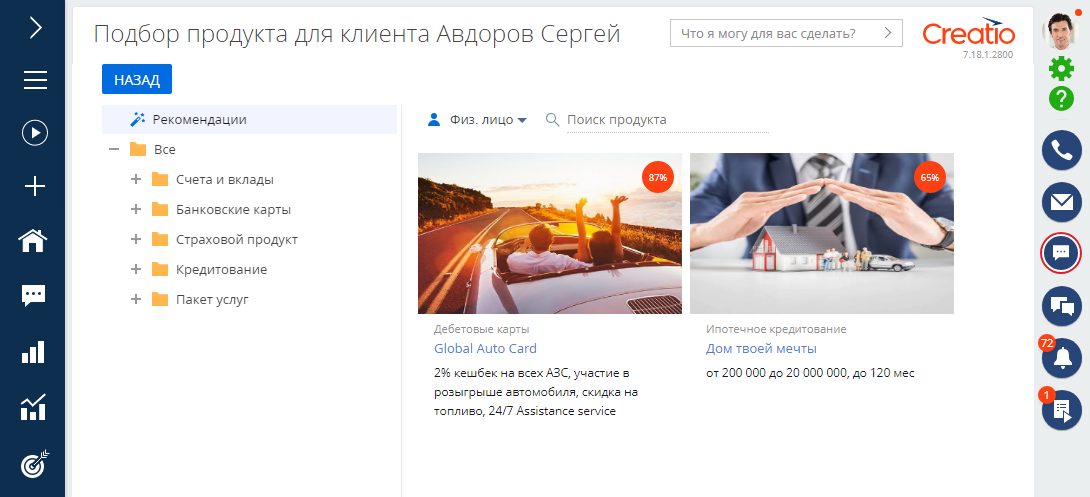 Подбор продукта для клиента Авдоров Сергей
Что я могу для вас сделать?
Creatio
7.18.1.2800
НАЗАД
Рекомендации
Все
Счета и вклады
Банковские карты
Страховой продукт
Кредитование
Пакет услуг
Физ. лицо
Поиск продукта
87%
65%
Дебетовые карты
Global Auto Card
2% кешбек на всех АЗС, участие в
розыгрыше автомобиля, скидка на
топливо, 24/7 Assistance service
Ипотечное кредитование
Дом твоей мечты
от 200 000 до 20 000 000, до 120 мес
?
72
1